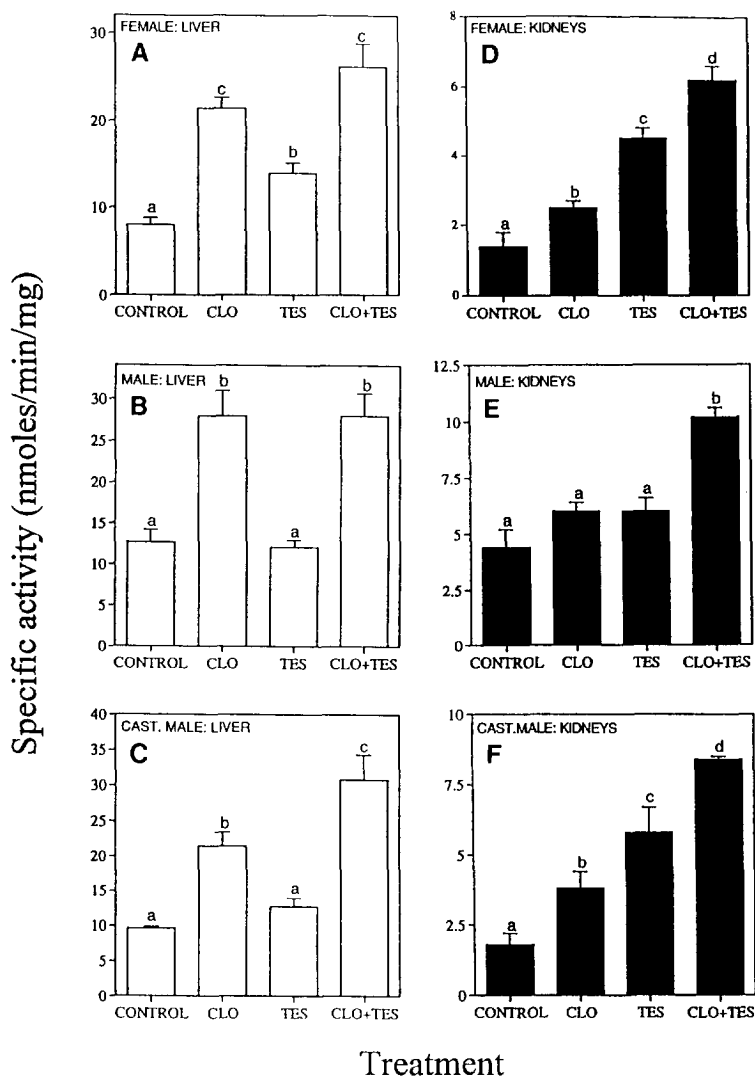 Specific activity (nmoles/min/mg)
FEMALE: LIVER
A
30
20
10
0
a
c
b
c
CONTROL CLO TES CLO+TES
FEMALE: KIDNEYS
D
8
6
4
2
0
a
b
c
d
CONTROL CLO TES CLO+TES
MALE: LIVER
B
30
25
20
15
10
5
0
a
b
a
b
CONTROL CLO TES CLO+TES
MALE: KIDNEYS
E
12.5
10
7.5
5
2.5
0
a
a
a
b
CONTROL CLO TES CLO+TES
CAST. MALE: LIVER
C
40
35
30
25
20
15
10
5
0
a
b
a
c
CONTROL CLO TES CLO+TES
CAST.MALE: KIDNEYS
F
10
7.5
5
2.5
0
a
b
c
d
CONTROL CLO TES CLO+TES
Treatment